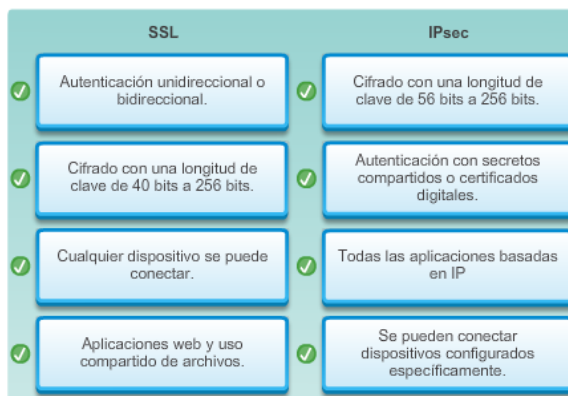 SSL
Autenticación unidireccional o
bidireccional.
Cifrado con una longitud de
clave de 40 bits a 256 bits.
Cualquier dispositivo se puede
conectar.
Aplicaciones web y uso
compartido de archivos.
IPsec
Cifrado con una longitud de
clave de 56 bits a 256 bits.
Autenticación con secretos
compartidos o certificados
digitales.
Todas las aplicaciones basadas
en IP
Se pueden conectar
dispositivos configurados
específicamente.